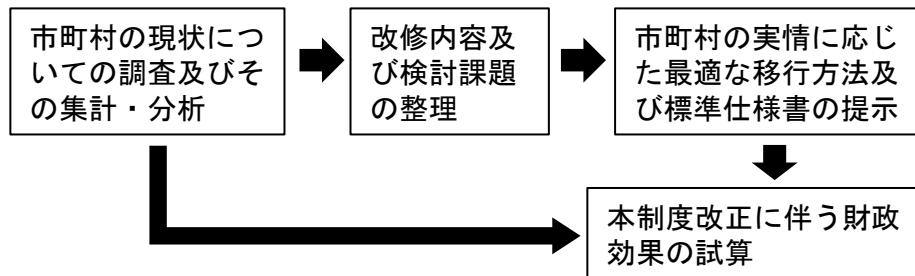 市町村の現状につ
いての調査及びそ
の集計・分析
改修内容及
び検討課題
の整理
市町村の実情に応じ
た最適な移行方法及
び標準仕様書の提示
本制度改正に伴う財政
効果の試算